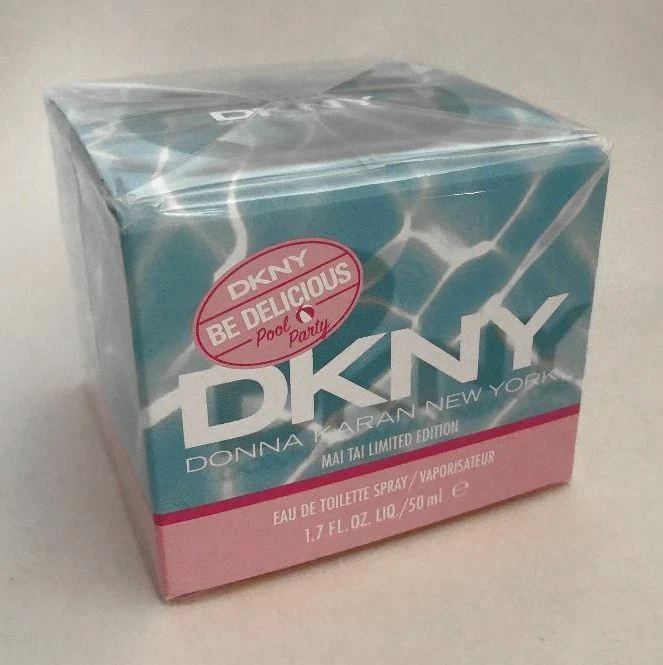 DKNY
DKNY
BE DELICIOUS
Pool Party
DKNY
DONNA KARAN NEW YORK
MAI TAI LIMITED EDITION
EAU DE TOILETTE SPRAY/VAPORISATEUR
1.7 FL.OZ. LIQ./50 ml ℮